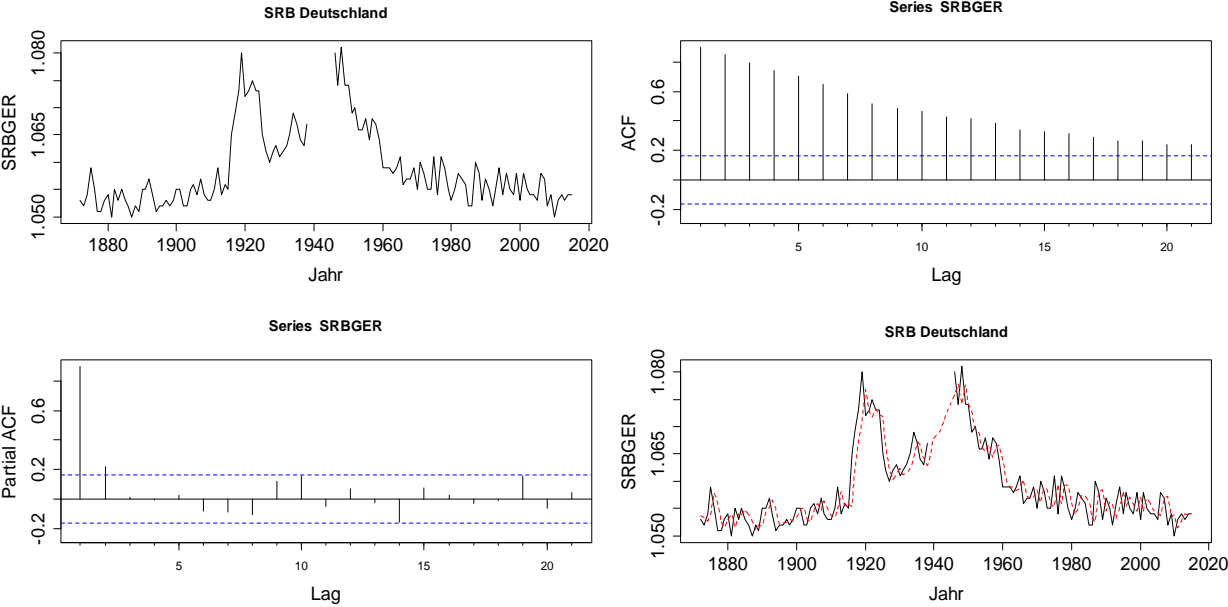 SRB Deutschland
SRBGER
1.050 1.065 1.080
1880 1900 1920 1940 1960 1980 2000 2020
Jahr
Series SRBGER
ACF
-0.2 0.2 0.6
5 10 15 20
Lag
Series SRBGER
Partial ACF
-0.2 0.2 0.6
5 10 15 20
Lag
SRB Deutschland
SRBGER
1.050 1.065 1.080
1880 1900 1920 1940 1960 1980 2000 2020
Jahr